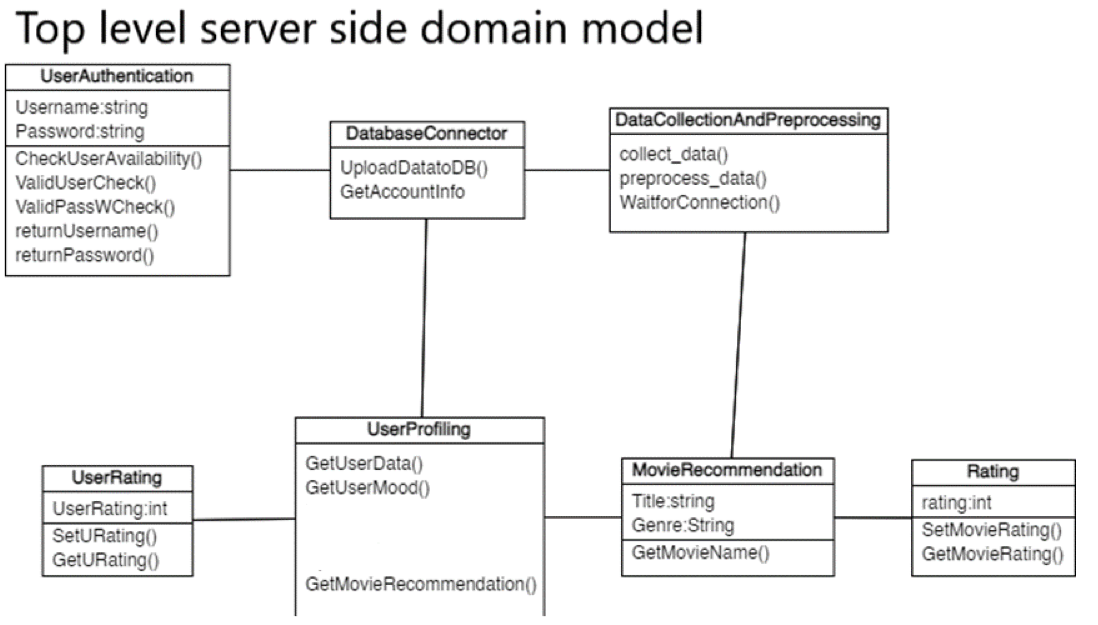 Top level server side domain model
UserAuthentication
Username:string
Password:string
CheckUserAvailability()
ValidUserCheck()
ValidPassWCheck()
returnUsername()
returnPassword()
DatabaseConnector
UploadDatatoDB()
GetAccountInfo
DataCollectionAndPreprocessing
collect_data()
preprocess_data()
WaitforConnection()
UserRating
UserRating:int
SetURating()
GetURating()
UserProfiling
GetUserData()
GetUserMood()
GetMovieRecommendation()
MovieRecommendation
Title:string
Genre:String
GetMovieName()
Rating
rating:int
SetMovieRating()
GetMovieRating()